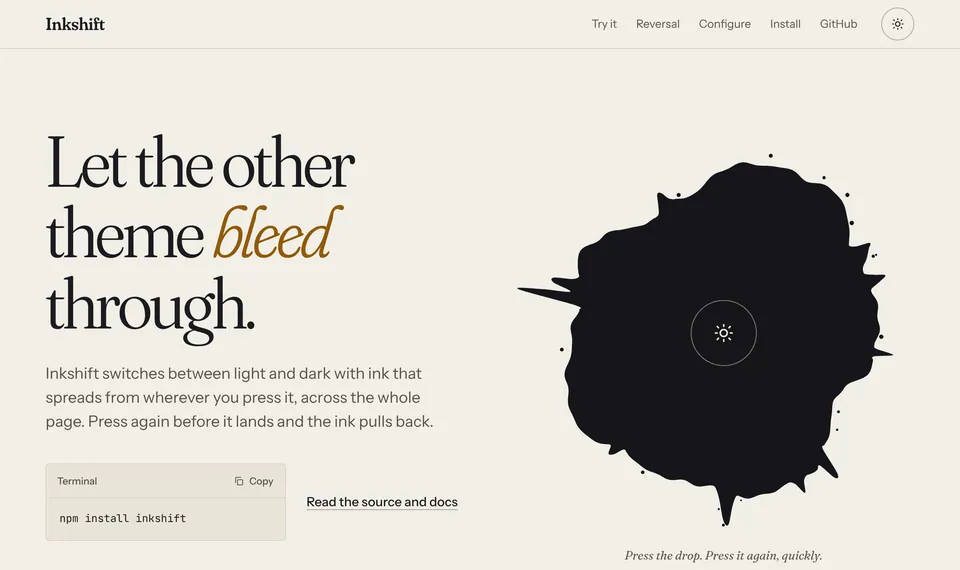 Inkshift
Try it
Reversal
Configure
Install
GitHub
Let the other
theme bleed
through.
Inkshift switches between light and dark with ink that
spreads from wherever you press it, across the whole
page. Press again before it lands and the ink pulls back.
Terminal
Copy
npm install inkshift
Read the source and docs
Press the drop. Press it again, quickly.